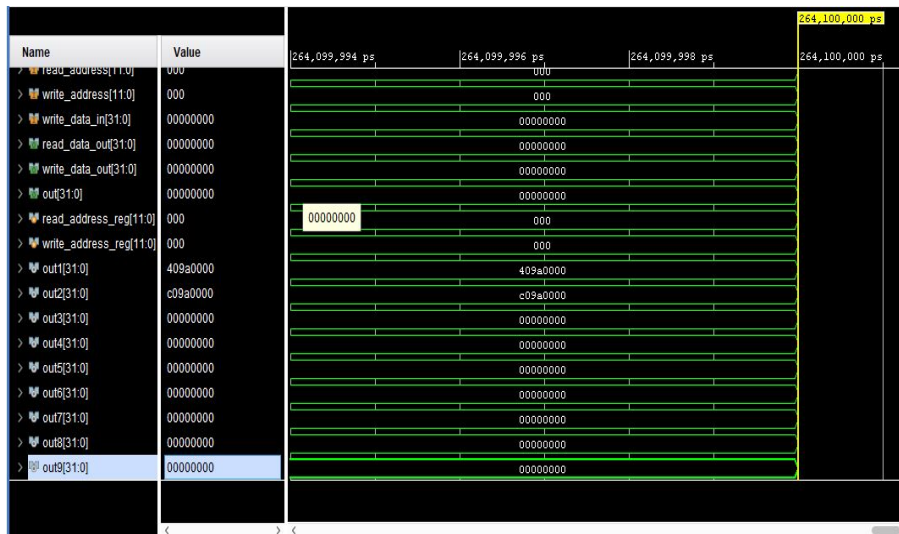 264,100,000 ps
Name Value 264,099,994 ps 264,099,996 ps 264,099,998 ps 264,100,000 ps
read_address[11:0] 000 000
write_address[11:0] 000 000
write_data_in[31:0] 00000000 00000000
read_data_out[31:0] 00000000 00000000
write_data_out[31:0] 00000000 00000000
out[31:0] 00000000 00000000
read_address_reg[11:0] 000 00000000 000
write_address_reg[11:0] 000 000
out1[31:0] 409a0000 409a0000
out2[31:0] c09a0000 c09a0000
out3[31:0] 00000000 00000000
out4[31:0] 00000000 00000000
out5[31:0] 00000000 00000000
out6[31:0] 00000000 00000000
out7[31:0] 00000000 00000000
out8[31:0] 00000000 00000000
out9[31:0] 00000000 00000000